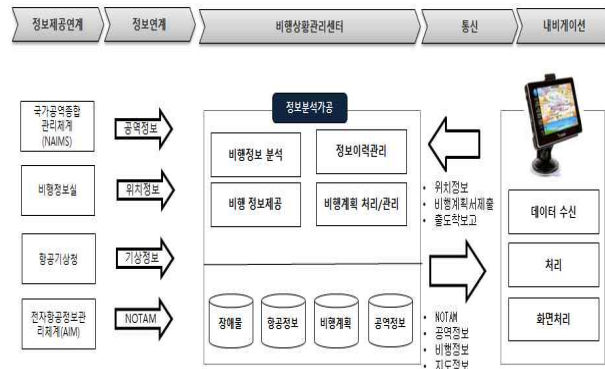 정보제공연계
정보연계
비행상황관리센터
통신
내비게이션
국가공역종합
관리체계
(NAIMS)
공역정보
비행정보실
위치정보
항공기상청
기상정보
전자항공정보관
리체계(AIM)
NOTAM
정보분석가공
비행정보 분석
정보이력관리
비행 정보제공
비행계획 처리/관리
장애물
항공정보
비행계획
공역정보
• 위치정보
• 비행계획서제출
• 출도착보고
• NOTAM
• 공역정보
• 비행정보
• 지도정보
데이터 수신
처리
화면처리